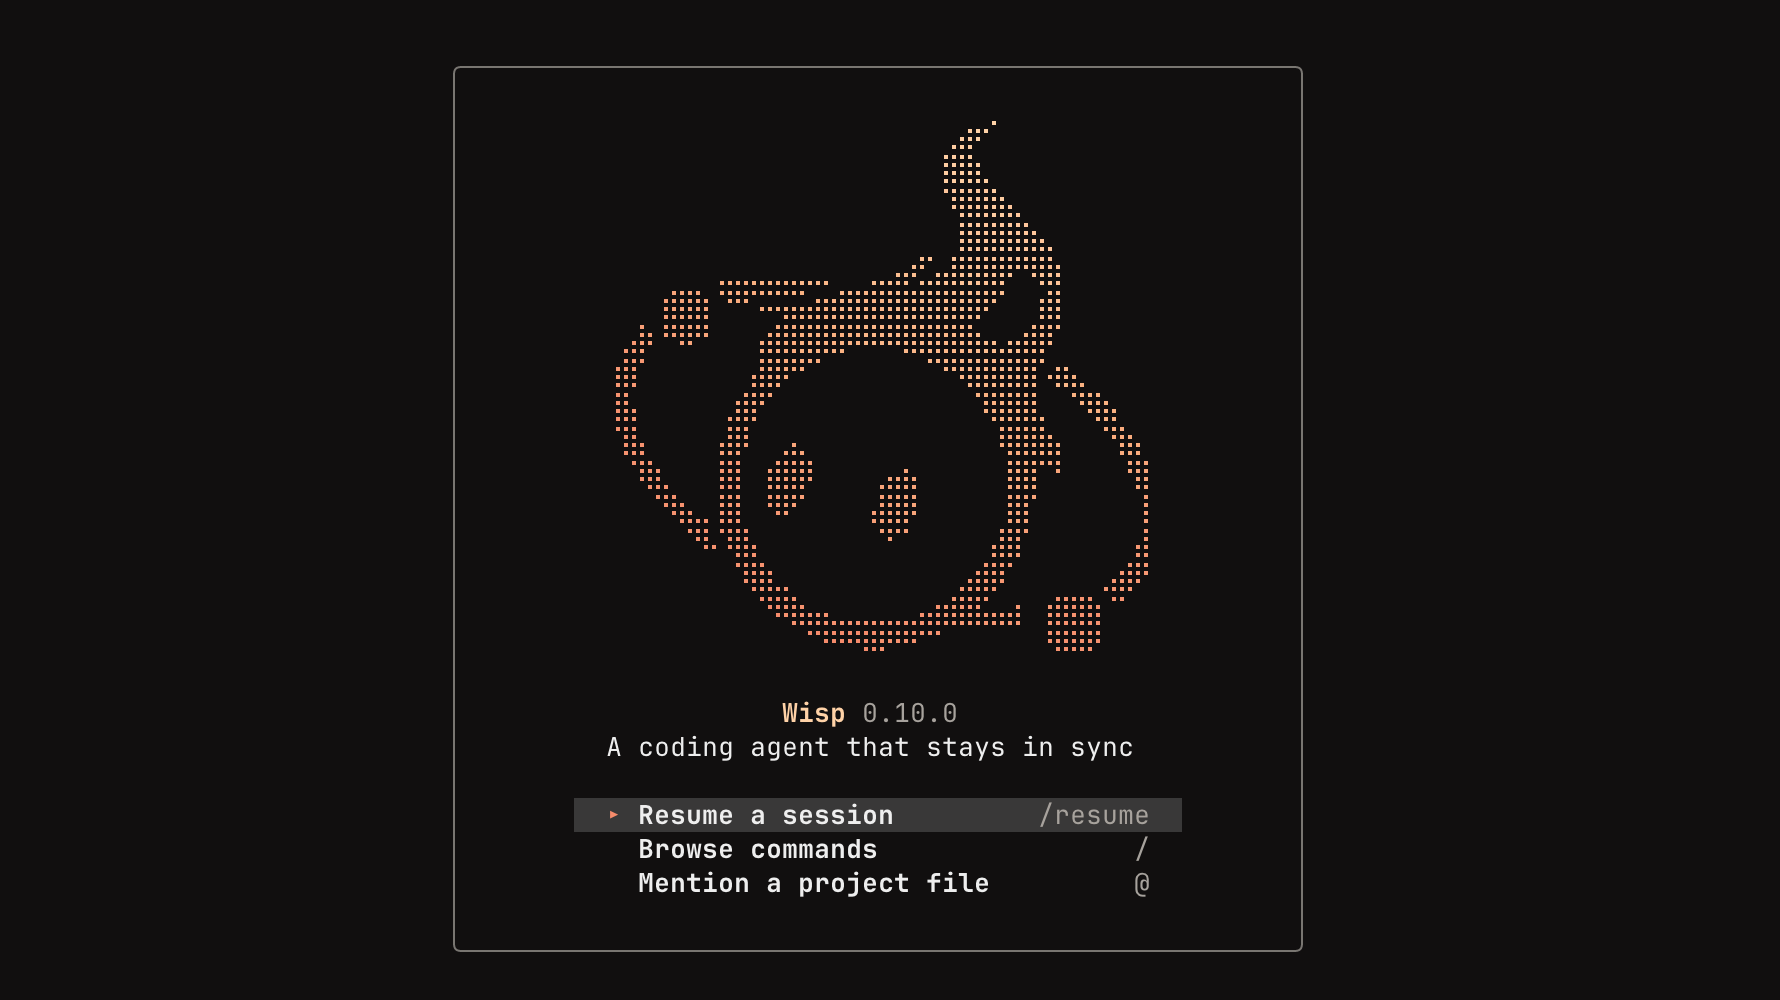 Wisp 0.10.0
A coding agent that stays in sync
▸ Resume a session /resume
Browse commands /
Mention a project file @